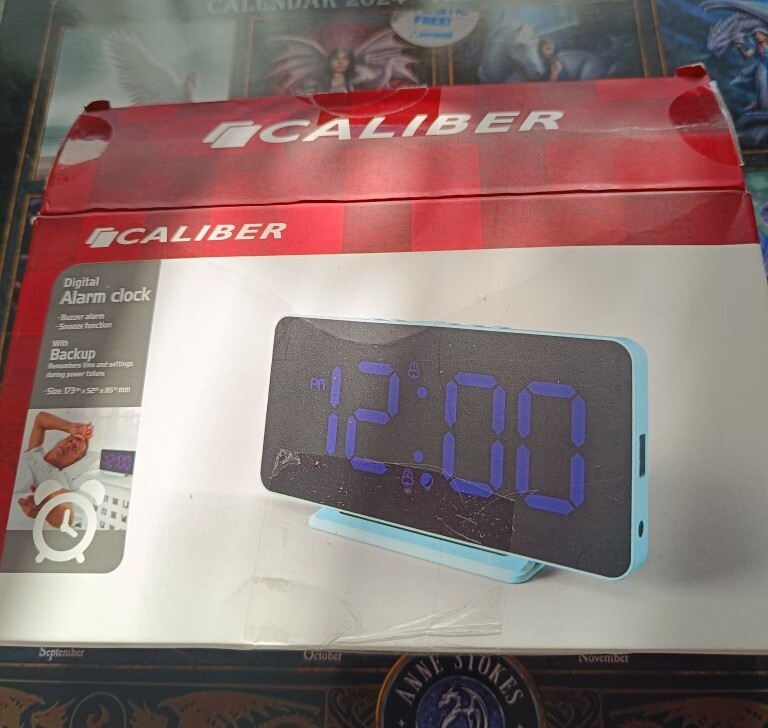 CALENDAR 2024
FREE!
CALIBER
CALIBER
Digital
Alarm clock
-Buzzer alarm
-Snooze function
With
Backup
Remembers time and settings
during power failure
PM 12:00
12:00
September
October
November
ANNE STOKES